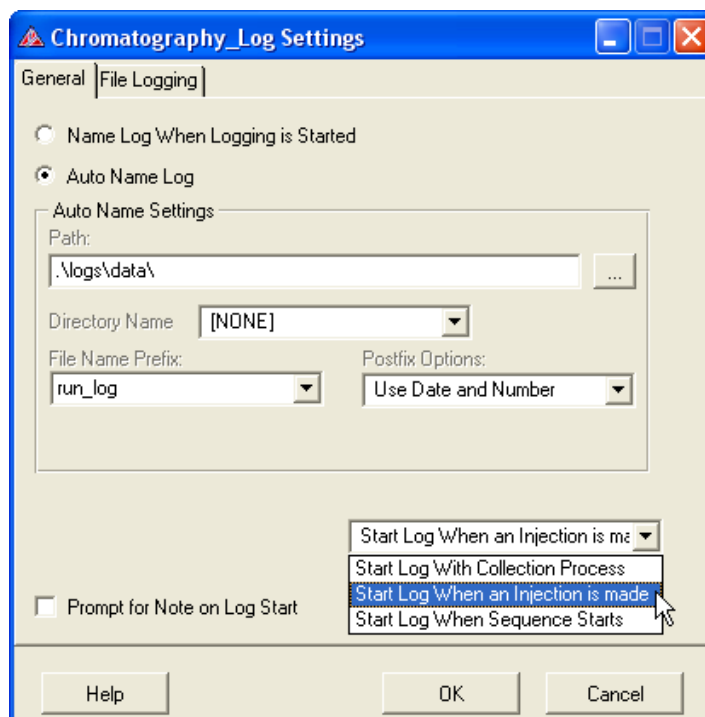 Chromatography_Log Settings
General File Logging
Name Log When Logging is Started
Auto Name Log
Auto Name Settings
Path:
.\logs\data\
...
Directory Name [NONE]
File Name Prefix: Postfix Options:
run_log Use Date and Number
Start Log When an Injection is ma
Start Log With Collection Process
Start Log When an Injection is made
Prompt for Note on Log Start Start Log When Sequence Starts
Help OK Cancel